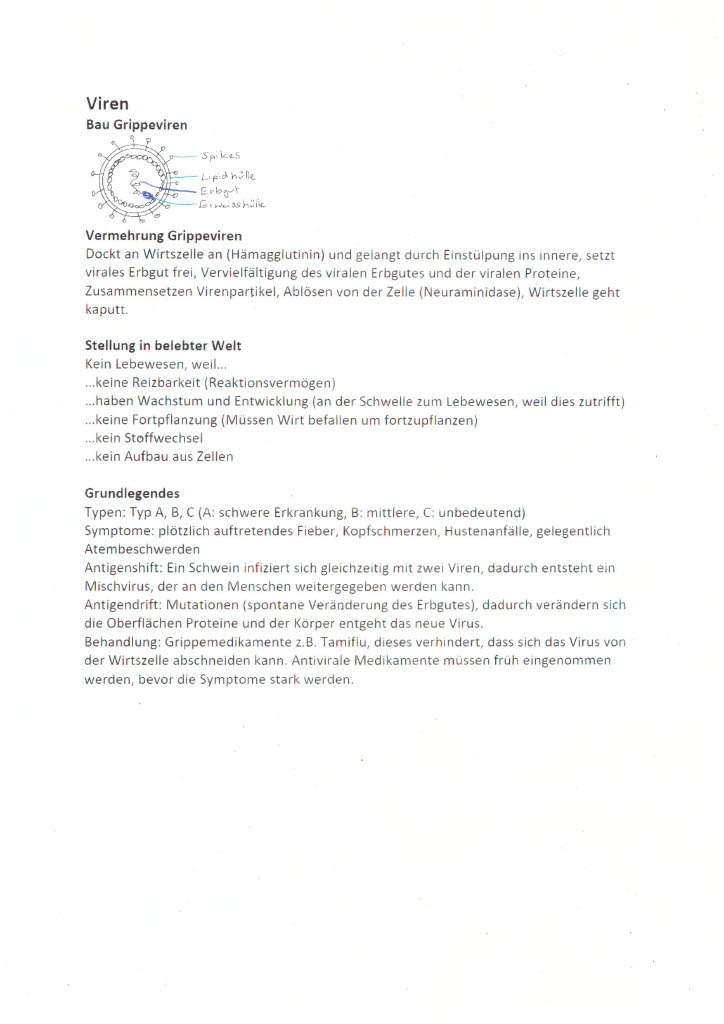 Viren
Bau Grippeviren
Spikes
Lipidhülle
Erbgut
Eiweisshülle
Vermehrung Grippeviren
Dockt an Wirtszelle an (Hämagglutinin) und gelangt durch Einstülpung ins innere, setzt
virales Erbgut frei, Vervielfältigung des viralen Erbgutes und der viralen Proteine,
Zusammensetzen Virenpartikel, Ablösen von der Zelle (Neuraminidase), Wirtszelle geht
kaputt.
Stellung in belebter Welt
Kein Lebewesen, weil...
...keine Reizbarkeit (Reaktionsvermögen)
...haben Wachstum und Entwicklung (an der Schwelle zum Lebewesen, weil dies zutrifft)
...keine Fortpflanzung (Müssen Wirt befallen um fortzupflanzen)
...kein Stoffwechsel
...kein Aufbau aus Zellen
Grundlegendes
Typen: Typ A, B, C (A: schwere Erkrankung, B: mittlere, C: unbedeutend)
Symptome: plötzlich auftretendes Fieber, Kopfschmerzen, Hustenanfälle, gelegentlich
Atembeschwerden
Antigenshift: Ein Schwein infiziert sich gleichzeitig mit zwei Viren, dadurch entsteht ein
Mischvirus, der an den Menschen weitergegeben werden kann.
Antigendrift: Mutationen (spontane Veränderung des Erbgutes), dadurch verändern sich
die Oberflächen Proteine und der Körper entgeht das neue Virus.
Behandlung: Grippemedikamente z.B. Tamiflu, dieses verhindert, dass sich das Virus von
der Wirtszelle abschneiden kann. Antivirale Medikamente müssen früh eingenommen
werden, bevor die Symptome stark werden.